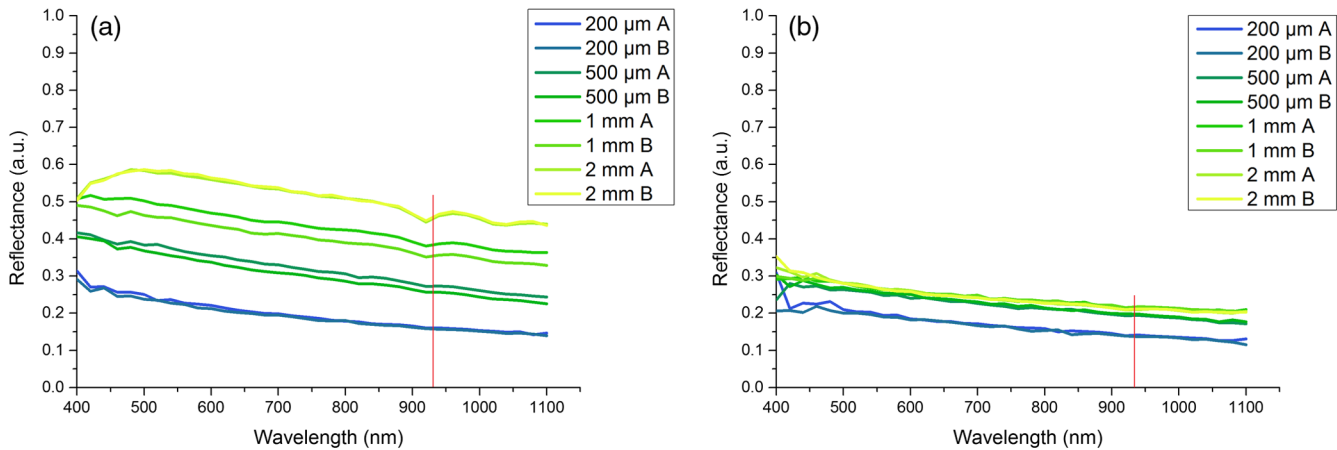 (a)
Reflectance (a.u.)
1.0
0.9
0.8
0.7
0.6
0.5
0.4
0.3
0.2
0.1
0.0
400 500 600 700 800 900 1000 1100
Wavelength (nm)
200 µm A
200 µm B
500 µm A
500 µm B
1 mm A
1 mm B
2 mm A
2 mm B
(b)
Reflectance (a.u.)
1.0
0.9
0.8
0.7
0.6
0.5
0.4
0.3
0.2
0.1
0.0
400 500 600 700 800 900 1000 1100
Wavelength (nm)
200 µm A
200 µm B
500 µm A
500 µm B
1 mm A
1 mm B
2 mm A
2 mm B